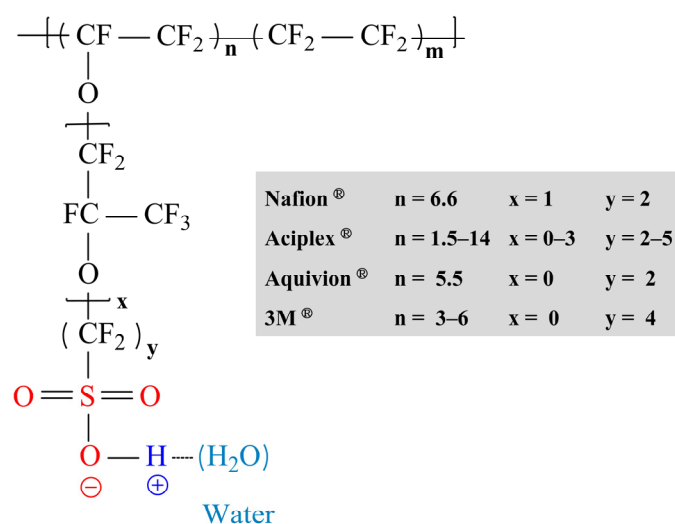 [(CF — CF₂)n (CF₂ — CF₂)m]
O
CF₂
FC — CF₃
O
x
(CF₂)y
O = S = O
O — H ---- (H₂O)
⊖ ⊕
Water
Nafion ® n = 6.6 x = 1 y = 2
Aciplex ® n = 1.5–14 x = 0–3 y = 2–5
Aquivion ® n = 5.5 x = 0 y = 2
3M ® n = 3–6 x = 0 y = 4